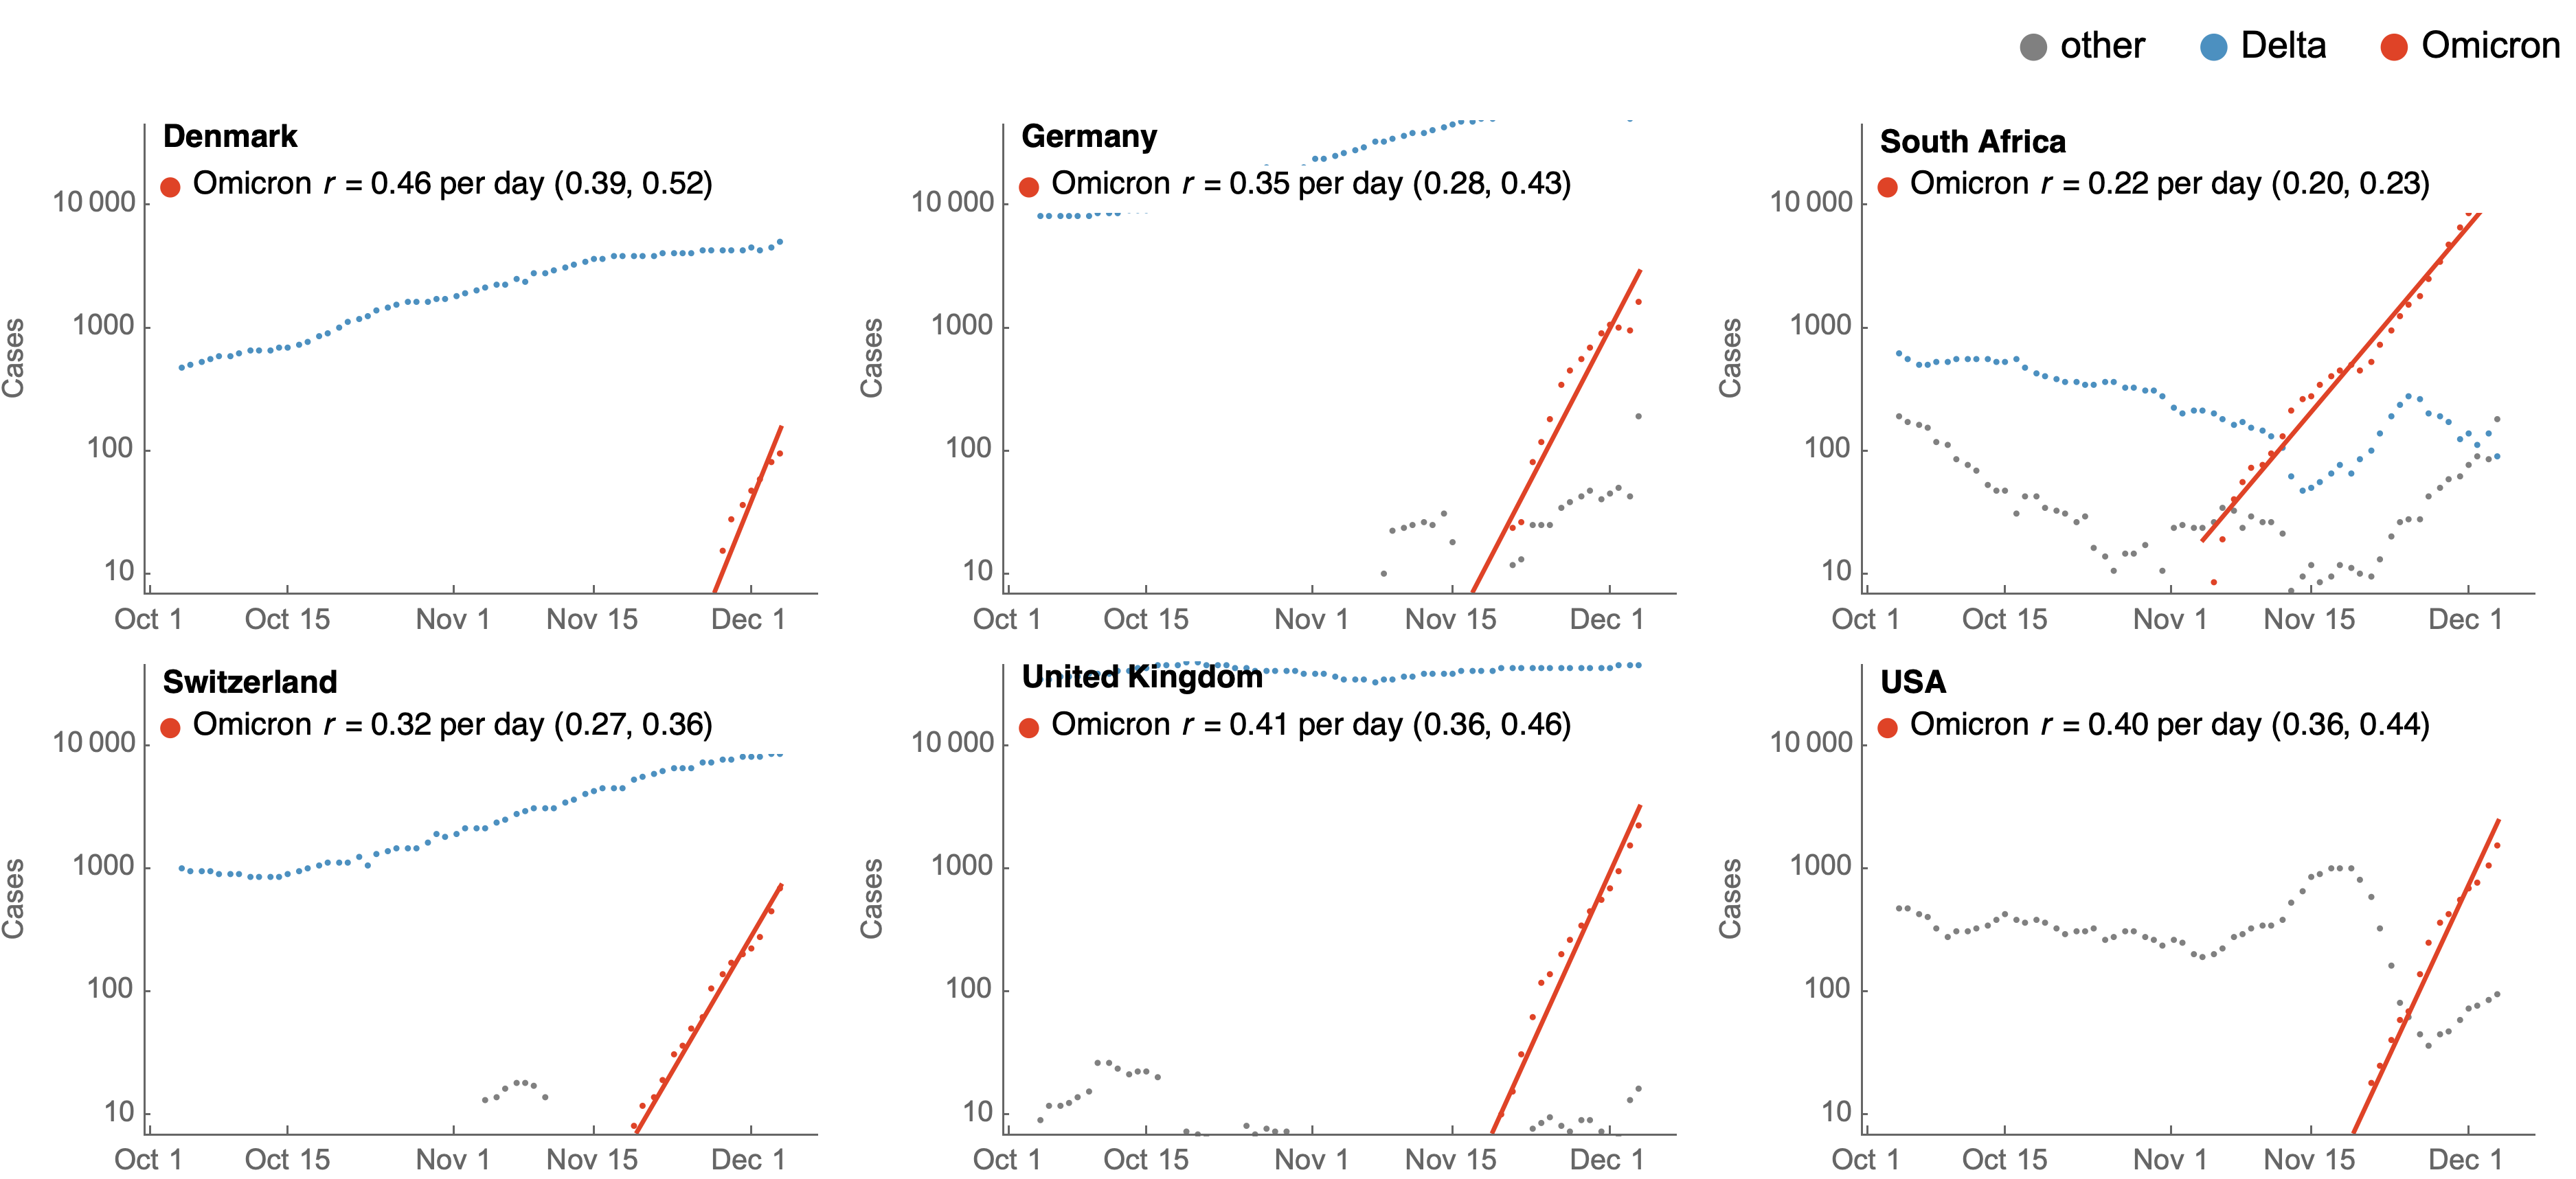 other Delta Omicron
Denmark
Omicron r = 0.46 per day (0.39, 0.52)
10 000
1000
100
10
Cases
Oct 1 Oct 15 Nov 1 Nov 15 Dec 1
Germany
Omicron r = 0.35 per day (0.28, 0.43)
10 000
1000
100
10
Cases
Oct 1 Oct 15 Nov 1 Nov 15 Dec 1
South Africa
Omicron r = 0.22 per day (0.20, 0.23)
10 000
1000
100
10
Cases
Oct 1 Oct 15 Nov 1 Nov 15 Dec 1
Switzerland
Omicron r = 0.32 per day (0.27, 0.36)
10 000
1000
100
10
Cases
Oct 1 Oct 15 Nov 1 Nov 15 Dec 1
United Kingdom
Omicron r = 0.41 per day (0.36, 0.46)
10 000
1000
100
10
Cases
Oct 1 Oct 15 Nov 1 Nov 15 Dec 1
USA
Omicron r = 0.40 per day (0.36, 0.44)
10 000
1000
100
10
Cases
Oct 1 Oct 15 Nov 1 Nov 15 Dec 1